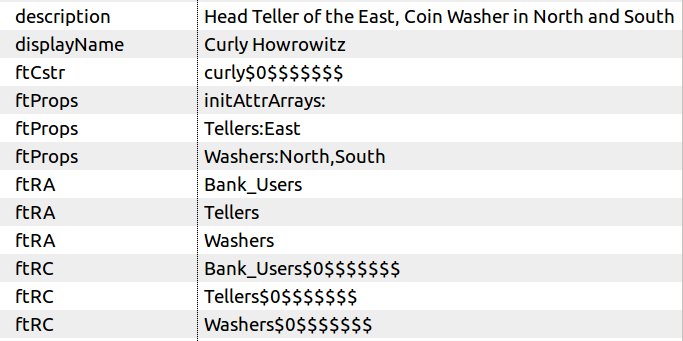 description Head Teller of the East, Coin Washer in North and South
displayName Curly Howrowitz
ftCstr curly$0$$$$$$$
ftProps initAttrArrays:
ftProps Tellers:East
ftProps Washers:North,South
ftRA Bank_Users
ftRA Tellers
ftRA Washers
ftRC Bank_Users$0$$$$$$$
ftRC Tellers$0$$$$$$$
ftRC Washers$0$$$$$$$